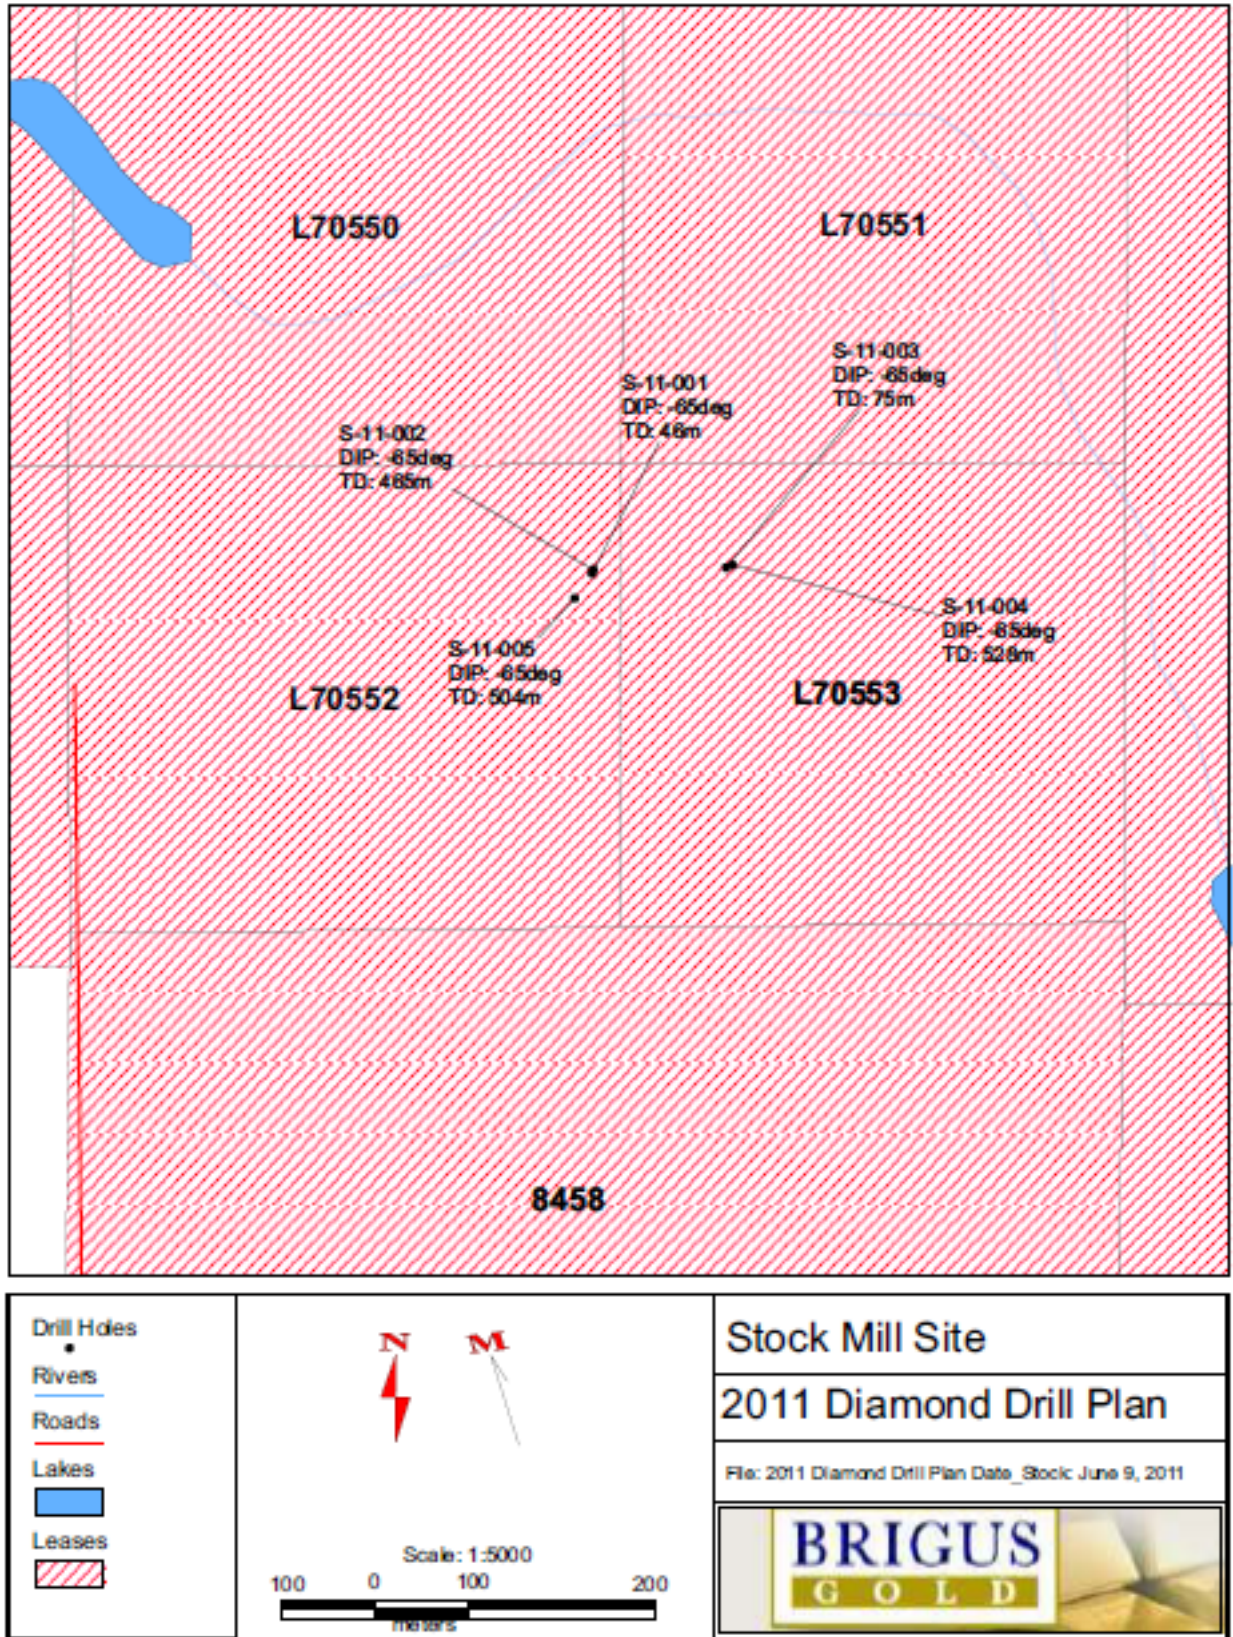 L70550
L70551
S-11-003
DIP: -65deg
TD: 75m
S-11-001
DIP: -65deg
TD: 46m
S-11-002
DIP: -65deg
TD: 465m
S-11-004
DIP: -65deg
TD: 528m
S-11-005
DIP: -65deg
TD: 504m
L70552
L70553
8458
Drill Holes
Rivers
Roads
Lakes
Leases
N
M
Scale: 1:5000
100 0 100 200
meters
Stock Mill Site
2011 Diamond Drill Plan
File: 2011 Diamond Drill Plan Date_Stock: June 9, 2011
BRIGUS
GOLD